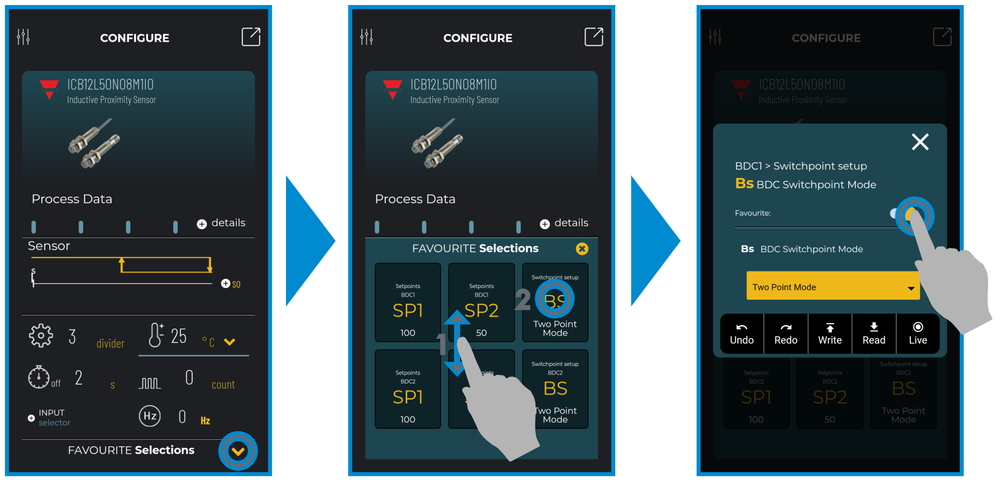 CONFIGURE
ICB12L50N08M1IO
Inductive Proximity Sensor
Process Data
details
Sensor
S
SO
3 divider
25 °C
off 2 s
0 count
INPUT
selector
Hz 0 Hz
FAVOURITE Selections
CONFIGURE
ICB12L50N08M1IO
Inductive Proximity Sensor
Process Data
details
FAVOURITE Selections
Setpoints
BDC1
SP1
100
Setpoints
BDC1
SP2
50
Switchpoint setup
BS
Two Point
Mode
1
2
Setpoints
BDC2
SP1
100
Switchpoint setup
BDC2
BS
Two Point
Mode
CONFIGURE
ICB12L50N08M1IO
Inductive Proximity Sensor
BDC1 > Switchpoint setup
Bs BDC Switchpoint Mode
Favourite:
Bs BDC Switchpoint Mode
Two Point Mode
Undo
Redo
Write
Read
Live
Setpoints
BDC2
SP1
100
Setpoints
BDC2
SP2
50
Switchpoint setup
BDC2
BS
Two Point
Mode